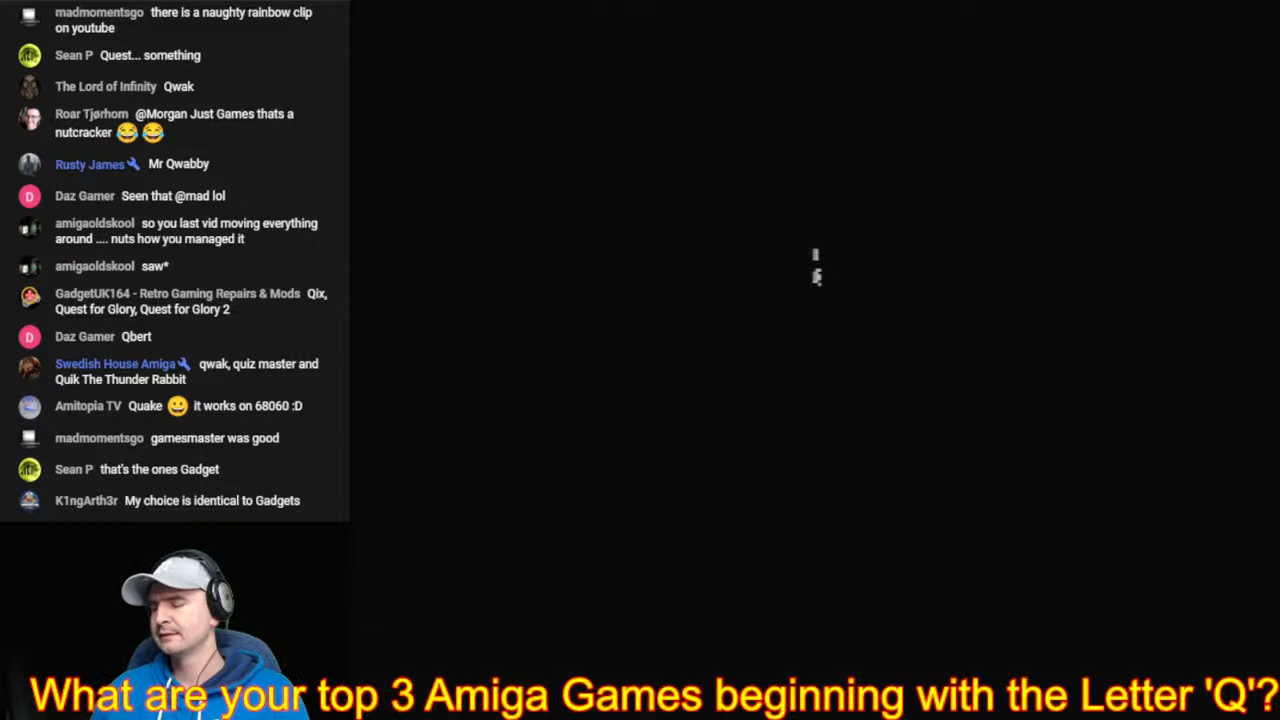 madmomentsgo there is a naughty rainbow clip
on youtube
Sean P Quest... something
The Lord of Infinity Qwak
Roar Tjørhom @Morgan Just Games thats a
nutcracker 😂 😂
Rusty James Mr Qwabby
D Daz Gamer Seen that @mad lol
amigaoldskool so you last vid moving everything
around .... nuts how you managed it
amigaoldskool saw*
GadgetUK164 - Retro Gaming Repairs & Mods Qix,
Quest for Glory, Quest for Glory 2
D Daz Gamer Qbert
Swedish House Amiga qwak, quiz master and
Quik The Thunder Rabbit
Amitopia TV Quake 😀 it works on 68060 :D
madmomentsgo gamesmaster was good
Sean P that's the ones Gadget
K1ngArth3r My choice is identical to Gadgets
What are your top 3 Amiga Games beginning with the Letter 'Q'?